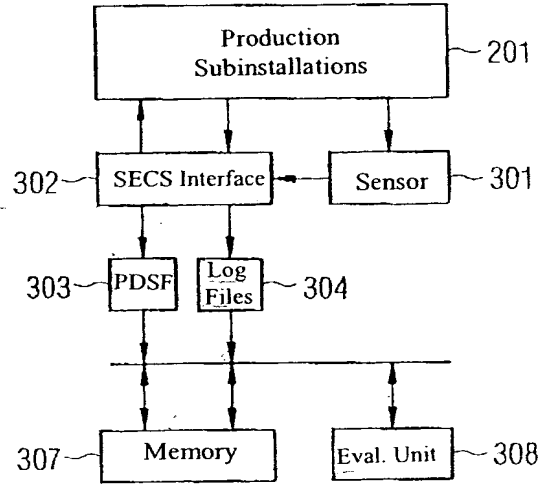 Production
Subinstallations
201
302
SECS Interface
Sensor
301
303
PDSF
Log
Files
304
307
Memory
Eval. Unit
308